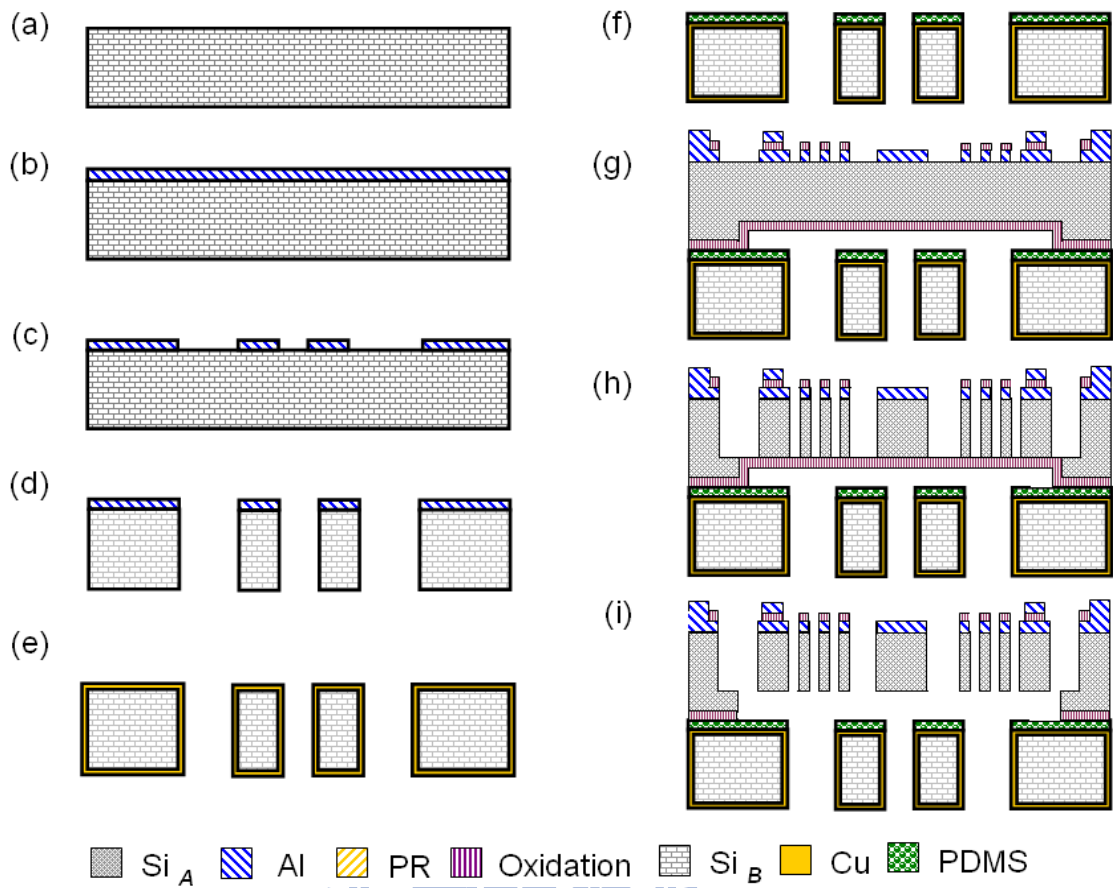 (a)
(b)
(c)
(d)
(e)
(f)
(g)
(h)
(i)
Si A Al PR Oxidation Si B Cu PDMS